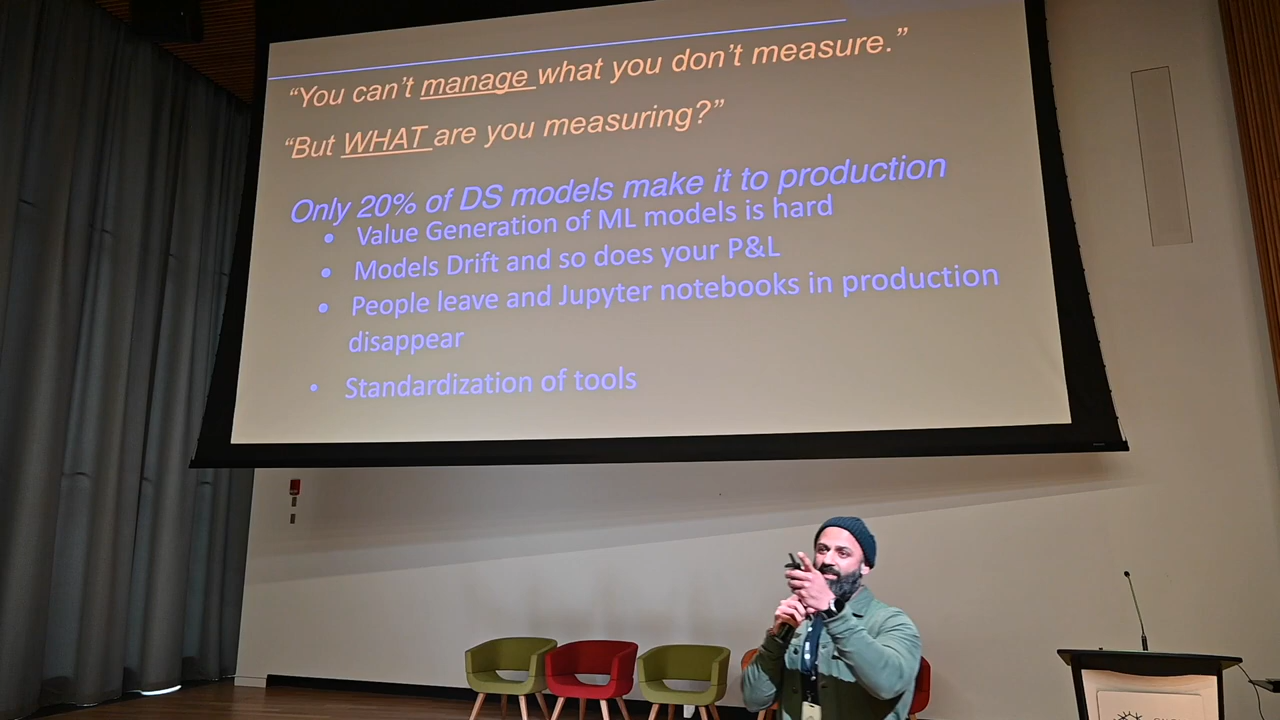 “You can’t manage what you don’t measure.”
“But WHAT are you measuring?”
Only 20% of DS models make it to production
• Value Generation of ML models is hard
• Models Drift and so does your P&L
• People leave and Jupyter notebooks in production
disappear
• Standardization of tools